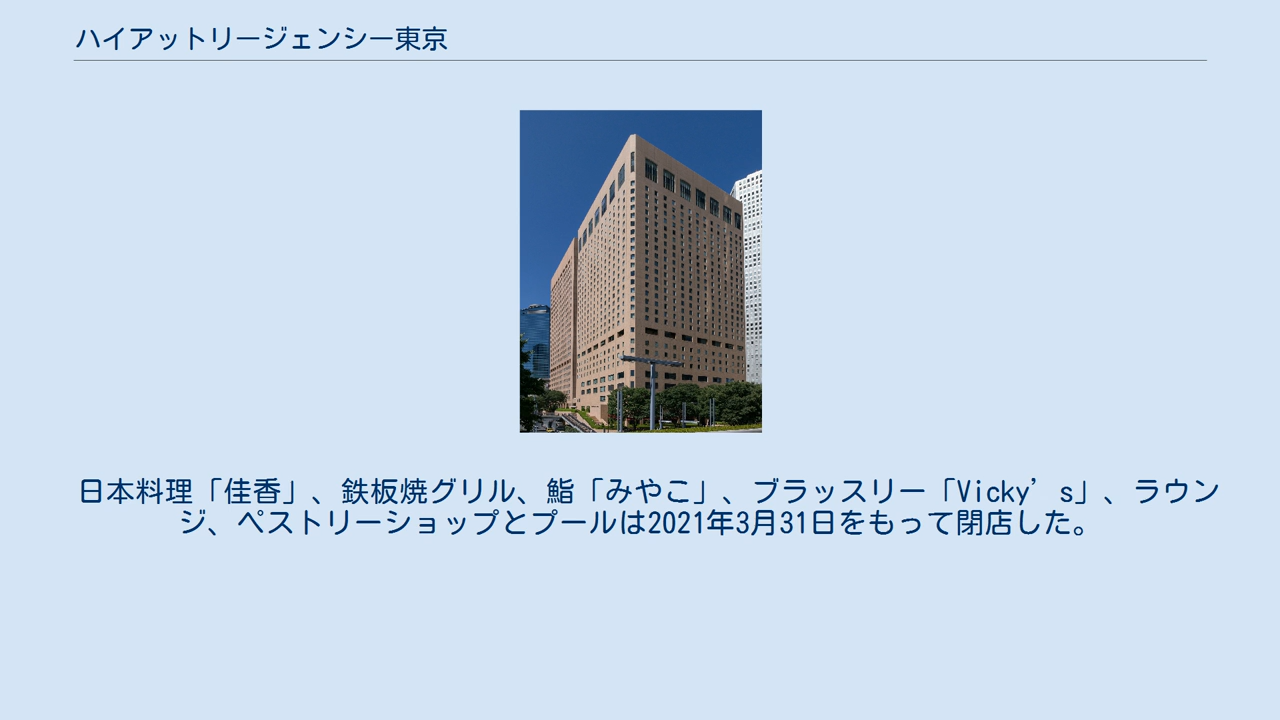 ハイアットリージェンシー東京
日本料理「佳香」、鉄板焼グリル、鮨「みやこ」、ブラッスリー「Vicky’s」、ラウン
ジ、ペストリーショップとプールは2021年3月31日をもって閉店した。